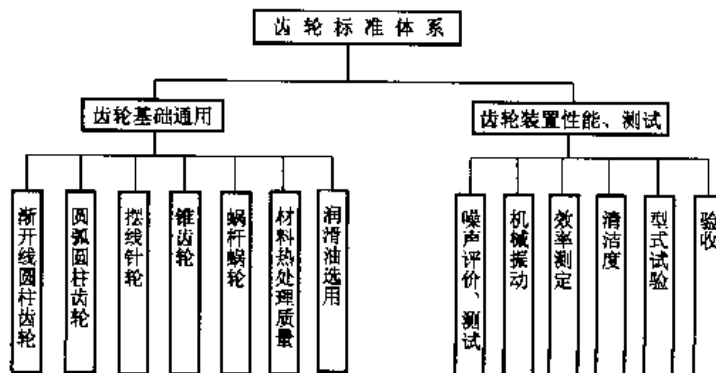 齿轮标准体系
齿轮基础通用
齿轮装置性能、测试
渐开线圆柱齿轮
圆弧圆柱齿轮
摆线针轮
锥齿轮
蜗杆蜗轮
材料热处理质量
润滑油选用
噪声评价、测试
机械振动
效率测定
清洁度
型式试验
验收